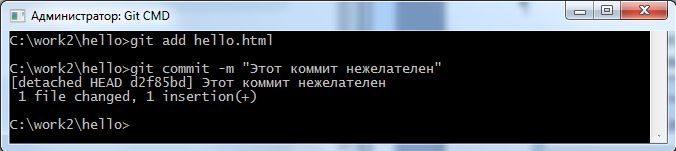 Администратор: Git CMD
C:\work2\hello>git add hello.html
C:\work2\hello>git commit -m "Этот коммит нежелателен"
[detached HEAD d2f85bd] Этот коммит нежелателен
1 file changed, 1 insertion(+)
C:\work2\hello>